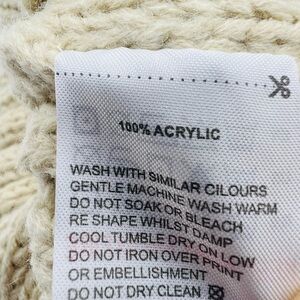 100% ACRYLIC
WASH WITH SIMILAR CILOURS
GENTLE MACHINE WASH WARM
DO NOT SOAK OR BLEACH
RE SHAPE WHILST DAMP
COOL TUMBLE DRY ON LOW
DO NOT IRON OVER PRINT
OR EMBELLISHMENT
DO NOT DRY CLEAN